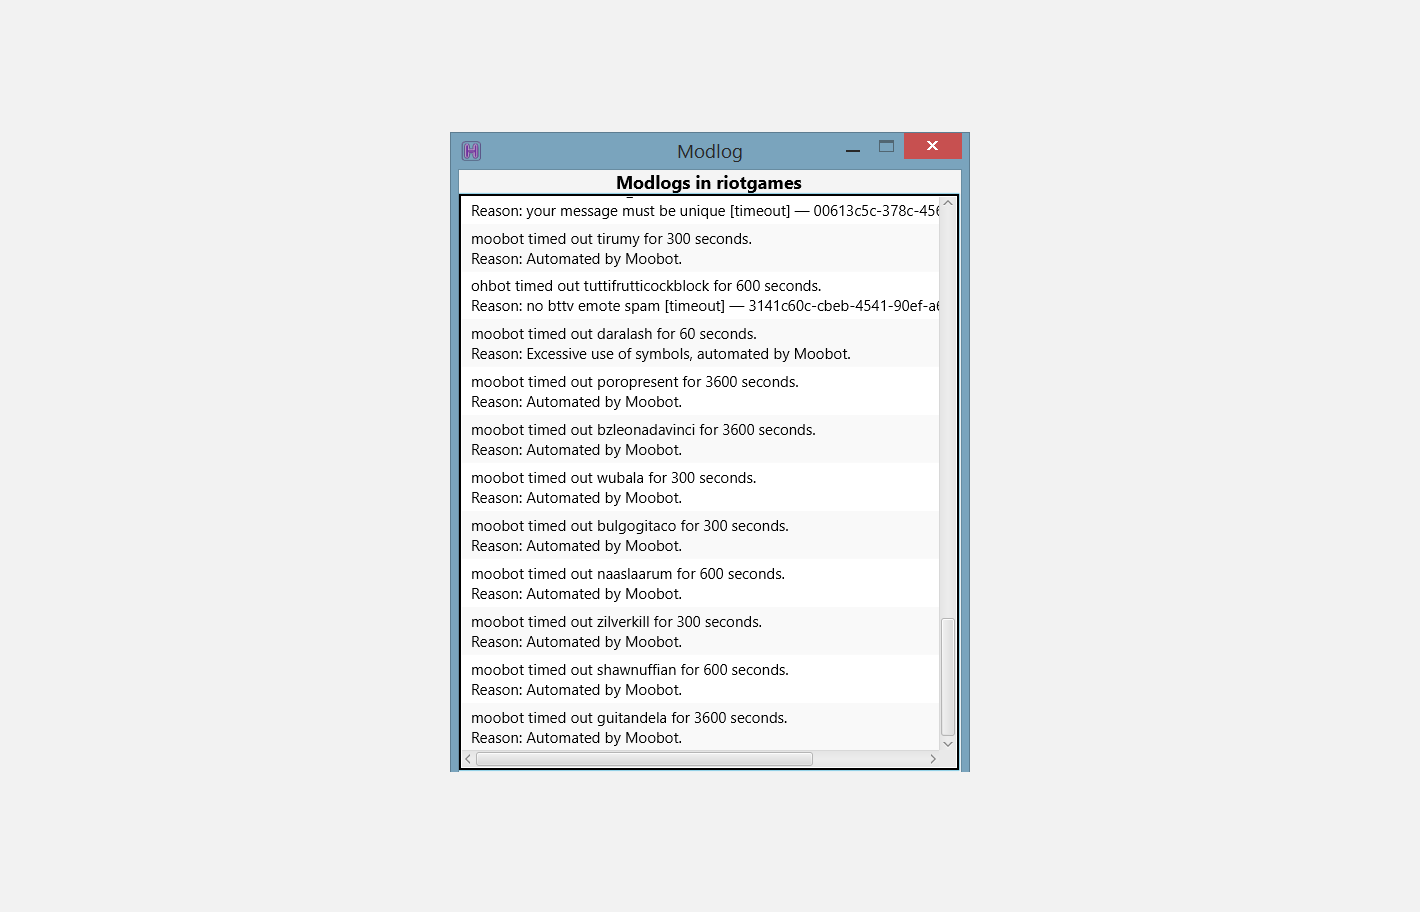 Modlog
Modlogs in riotgames
Reason: your message must be unique [timeout] — 00613c5c-378c-456
moobot timed out tirumy for 300 seconds.
Reason: Automated by Moobot.
ohbot timed out tuttifrutticockblock for 600 seconds.
Reason: no bttv emote spam [timeout] — 3141c60c-cbeb-4541-90ef-a6
moobot timed out daralash for 60 seconds.
Reason: Excessive use of symbols, automated by Moobot.
moobot timed out poropresent for 3600 seconds.
Reason: Automated by Moobot.
moobot timed out bzleonadavinci for 3600 seconds.
Reason: Automated by Moobot.
moobot timed out wubala for 300 seconds.
Reason: Automated by Moobot.
moobot timed out bulgogitaco for 300 seconds.
Reason: Automated by Moobot.
moobot timed out naaslaarum for 600 seconds.
Reason: Automated by Moobot.
moobot timed out zilverkill for 300 seconds.
Reason: Automated by Moobot.
moobot timed out shawnuffian for 600 seconds.
Reason: Automated by Moobot.
moobot timed out guitandela for 3600 seconds.
Reason: Automated by Moobot.